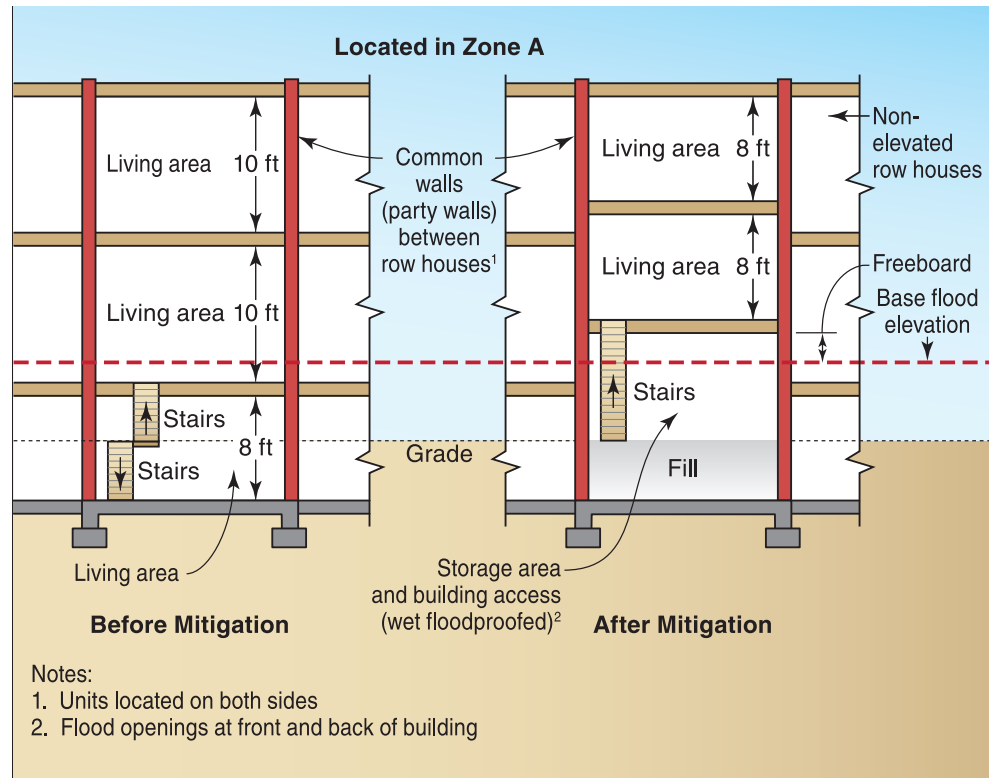 Located in Zone A
Living area 10 ft
Living area 10 ft
Stairs
Stairs
8 ft
Living area
Before Mitigation
Common
walls
(party walls)
between
row houses1
Grade
Living area 8 ft
Living area 8 ft
Stairs
Fill
Storage area
and building access
(wet floodproofed)2
After Mitigation
Non-
elevated
row houses
Freeboard
Base flood
elevation
Notes:
1. Units located on both sides
2. Flood openings at front and back of building